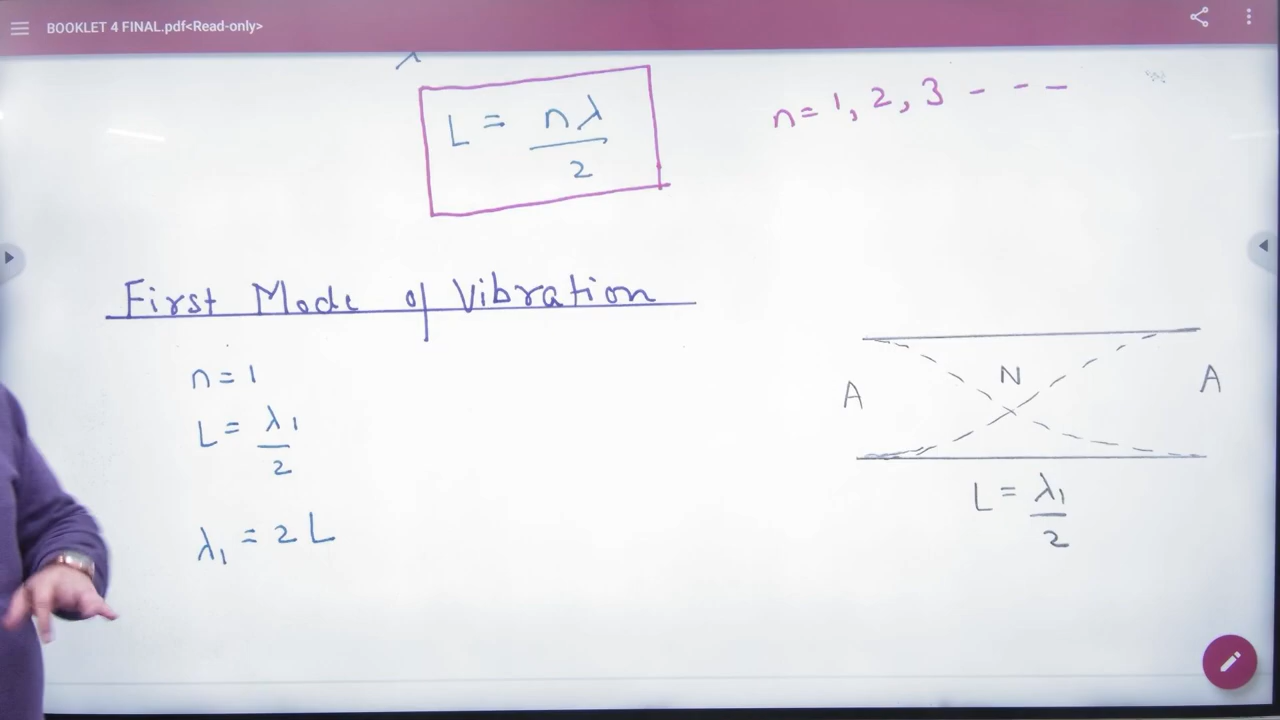 BOOKLET 4 FINAL.pdf<Read-only>
λ
L = nλ/2
n = 1, 2, 3 - - -
First Mode of Vibration
n = 1
L = λ₁/2
λ₁ = 2L
A N A
L = λ₁/2